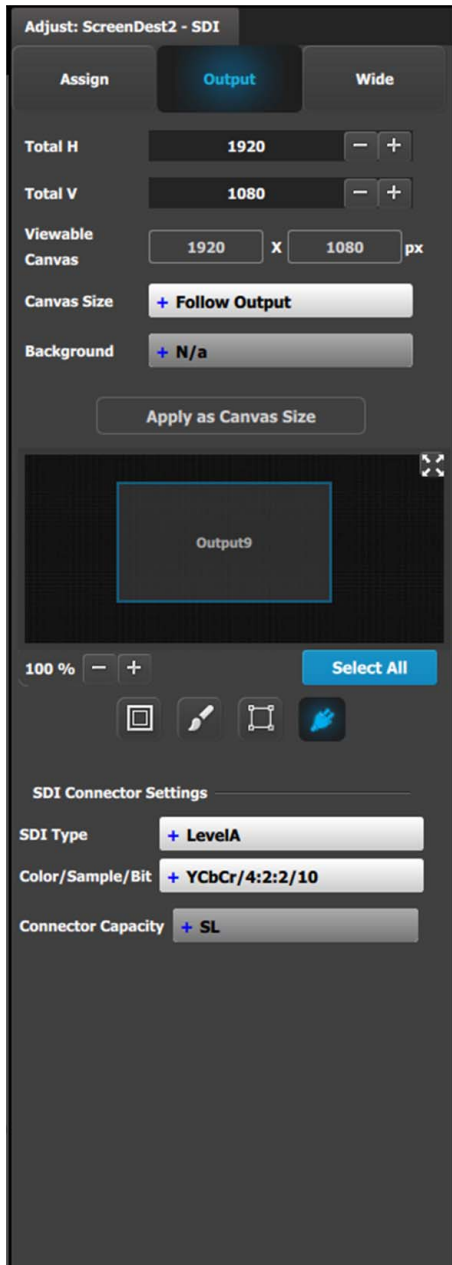 Adjust: ScreenDest2 - SDI
Assign Output Wide
Total H 1920 − +
Total V 1080 − +
Viewable
Canvas 1920 X 1080 px
Canvas Size + Follow Output
Background + N/a
Apply as Canvas Size
Output9
100 % − + Select All
SDI Connector Settings
SDI Type + LevelA
Color/Sample/Bit + YCbCr/4:2:2/10
Connector Capacity + SL